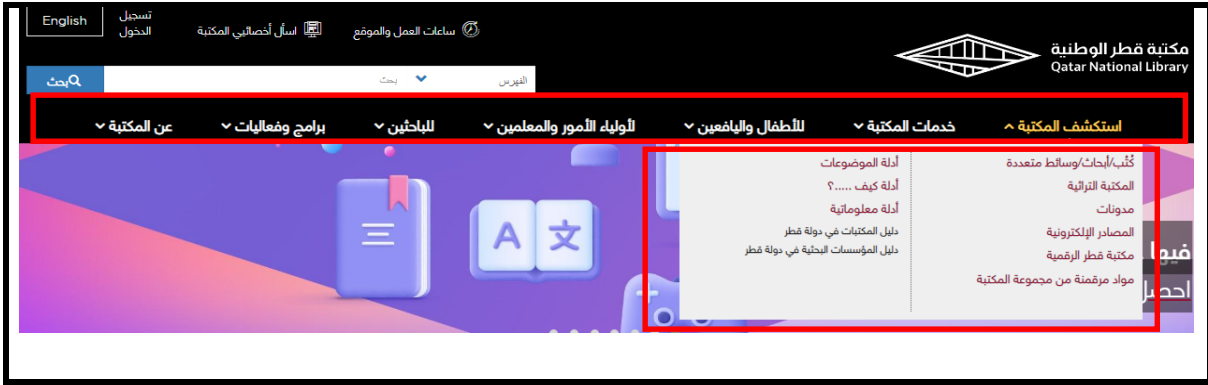 English
تسجيل
الدخول
اسأل أخصائيي المكتبة
ساعات العمل والموقع
مكتبة قطر الوطنية
Qatar National Library
بحث
بحث
الفهرس
استكشف المكتبة
خدمات المكتبة
للأطفال واليافعين
لأولياء الأمور والمعلمين
للباحثين
برامج وفعاليات
عن المكتبة
كُتُب/أبحاث/وسائط متعددة
المكتبة التراثية
مدونات
المصادر الإلكترونية
مكتبة قطر الرقمية
مواد مرقمنة من مجموعة المكتبة
أدلة الموضوعات
أدلة كيف .....؟
أدلة معلوماتية
دليل المكتبات في دولة قطر
دليل المؤسسات البحثية في دولة قطر
A 文
فيها